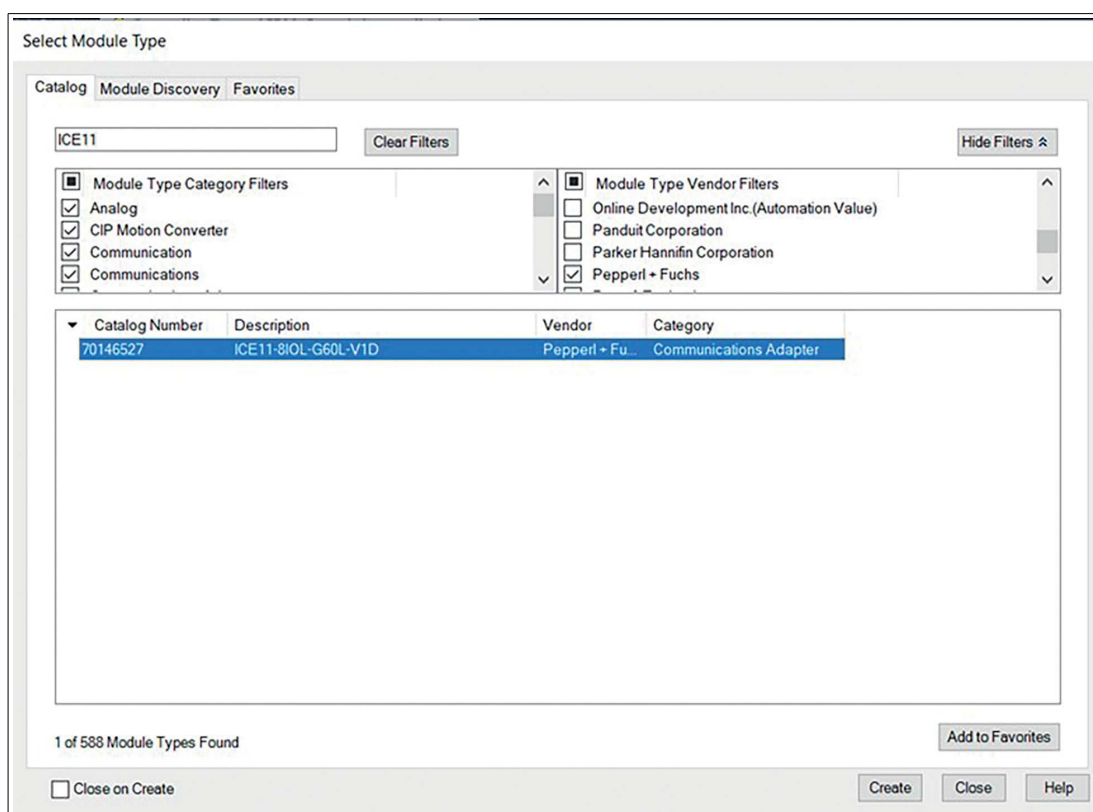 Select Module Type
Catalog Module Discovery Favorites
ICE11 Clear Filters Hide Filters
Module Type Category Filters
Analog
CIP Motion Converter
Communication
Communications
Module Type Vendor Filters
Online Development Inc.(Automation Value)
Panduit Corporation
Parker Hannifin Corporation
Pepperl + Fuchs
Catalog Number Description Vendor Category
70146527 ICE11-8IOL-G60L-V1D Pepperl + Fu... Communications Adapter
1 of 588 Module Types Found
Add to Favorites
Close on Create Create Close Help